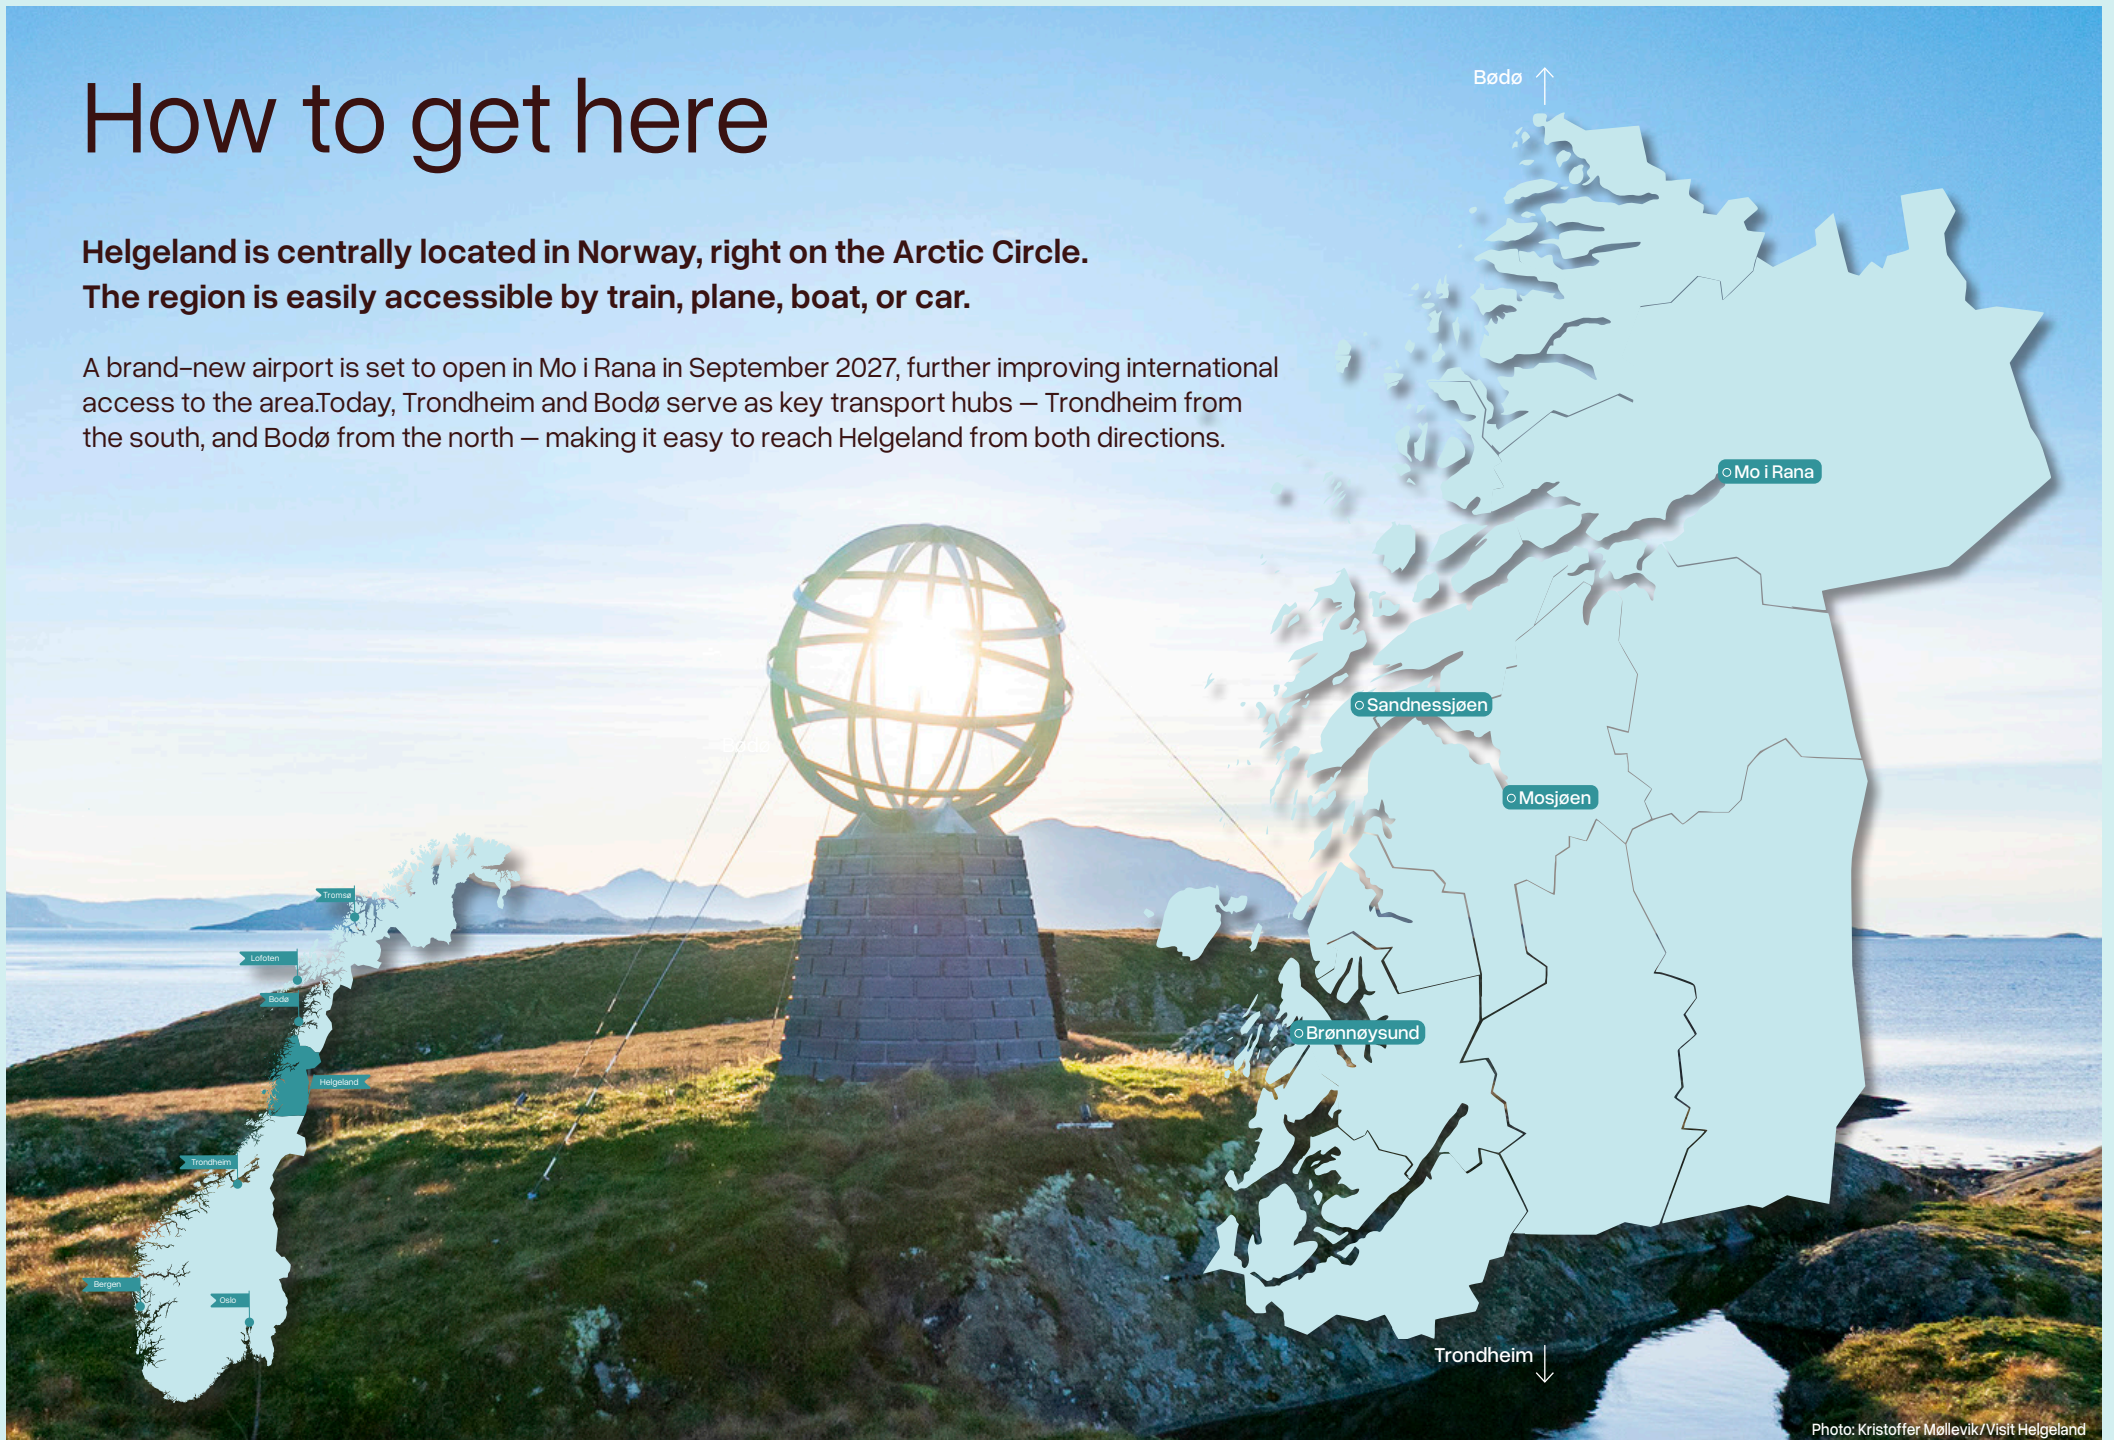 How to get here
Helgeland is centrally located in Norway, right on the Arctic Circle.
The region is easily accessible by train, plane, boat, or car.
A brand-new airport is set to open in Mo i Rana in September 2027, further improving international
access to the area.Today, Trondheim and Bodø serve as key transport hubs – Trondheim from
the south, and Bodø from the north – making it easy to reach Helgeland from both directions.
Bodø
Mo i Rana
Sandnessjøen
Mosjøen
Brønnøysund
Trondheim
Tromsø
Lofoten
Bodø
Helgeland
Trondheim
Bergen
Oslo
Photo: Kristoffer Møllevik/Visit Helgeland